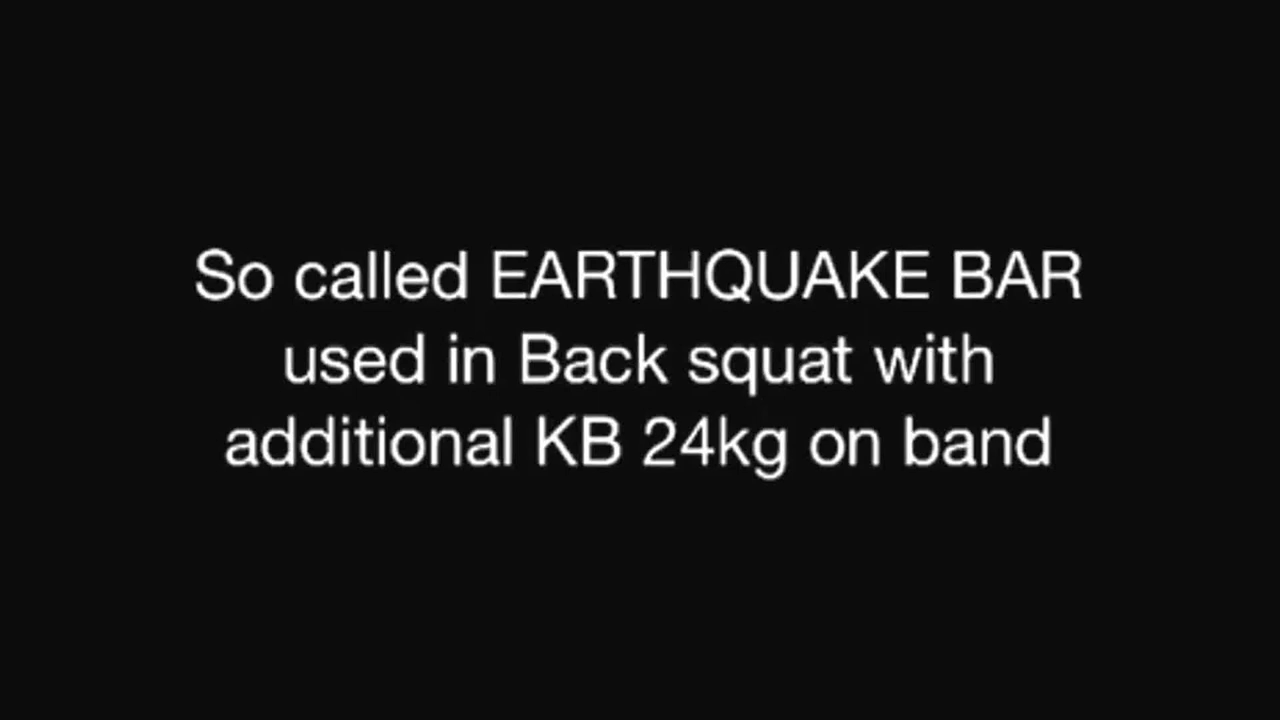 So called EARTHQUAKE BAR
used in Back squat with
additional KB 24kg on band